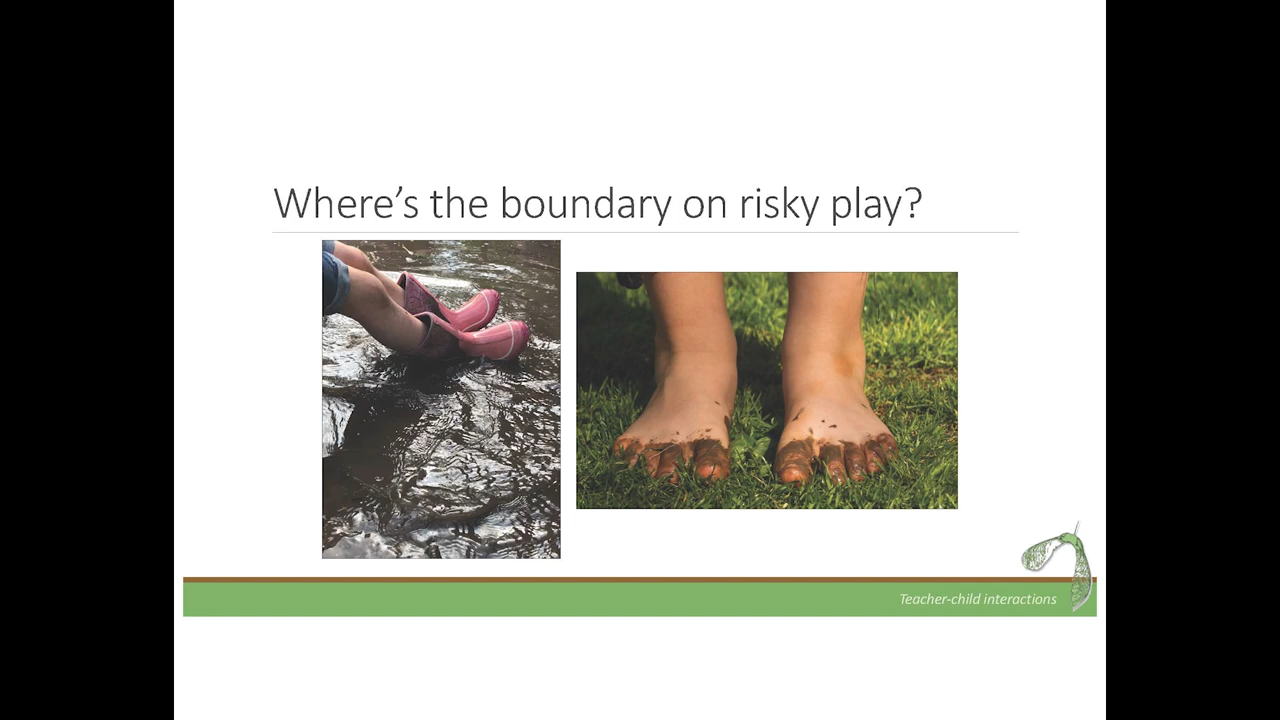 Where’s the boundary on risky play?
Teacher-child interactions